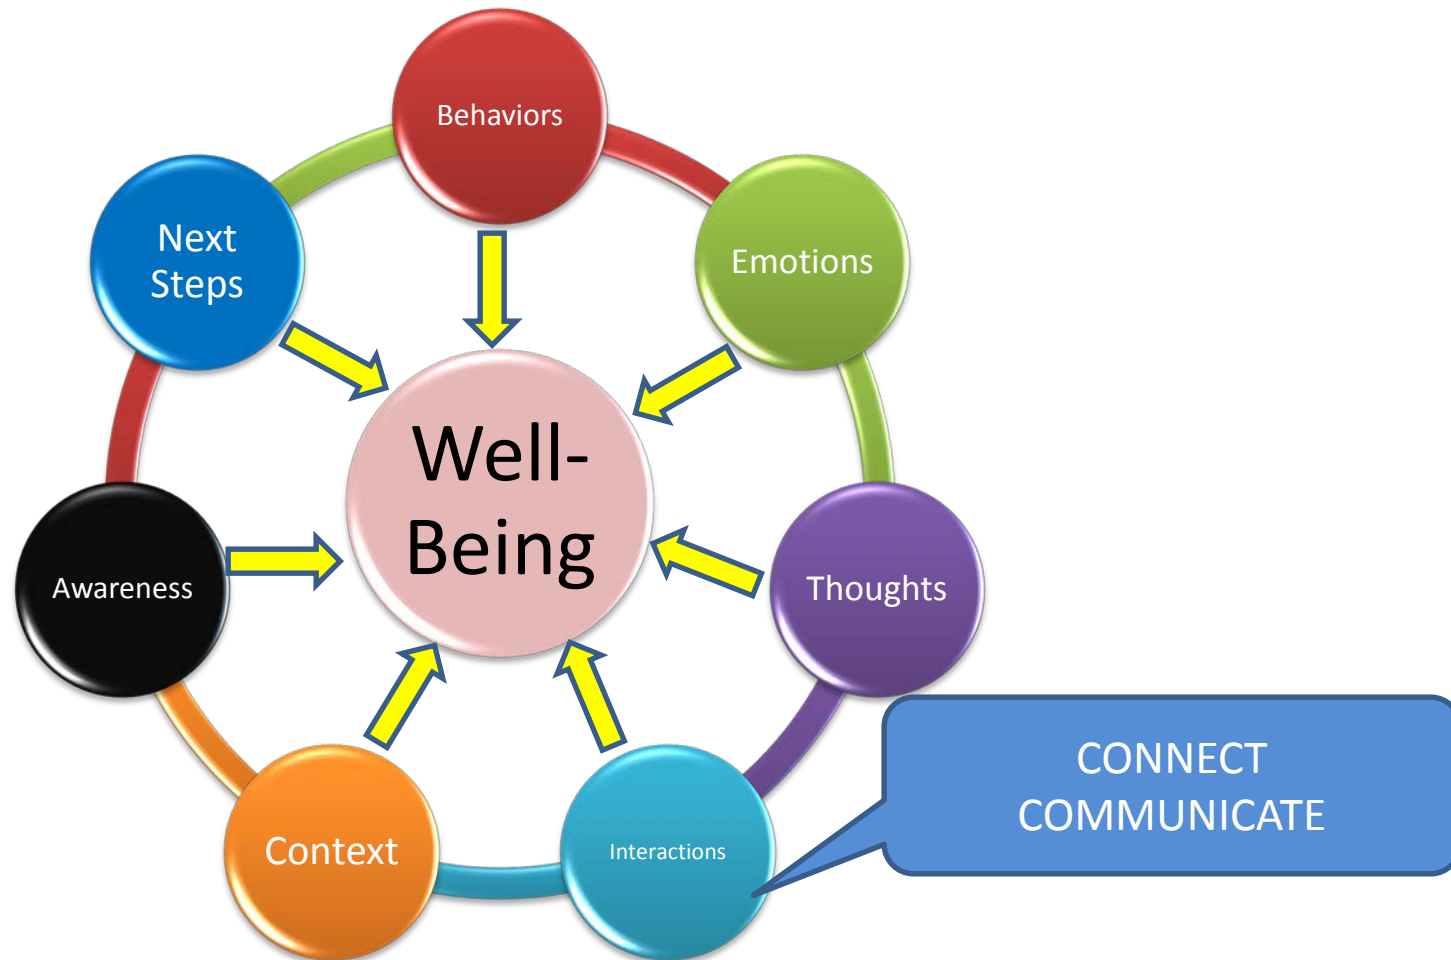 Behaviors
Next
Steps
Emotions
Well-
Being
Awareness
Thoughts
Context
Interactions
CONNECT
COMMUNICATE